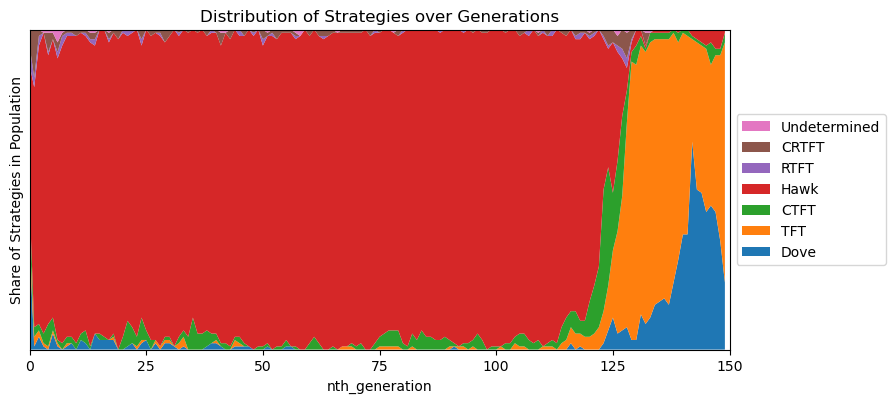 Distribution of Strategies over Generations
Share of Strategies in Population
Undetermined
CRTFT
RTFT
Hawk
CTFT
TFT
Dove
0 25 50 75 100 125 150
nth_generation